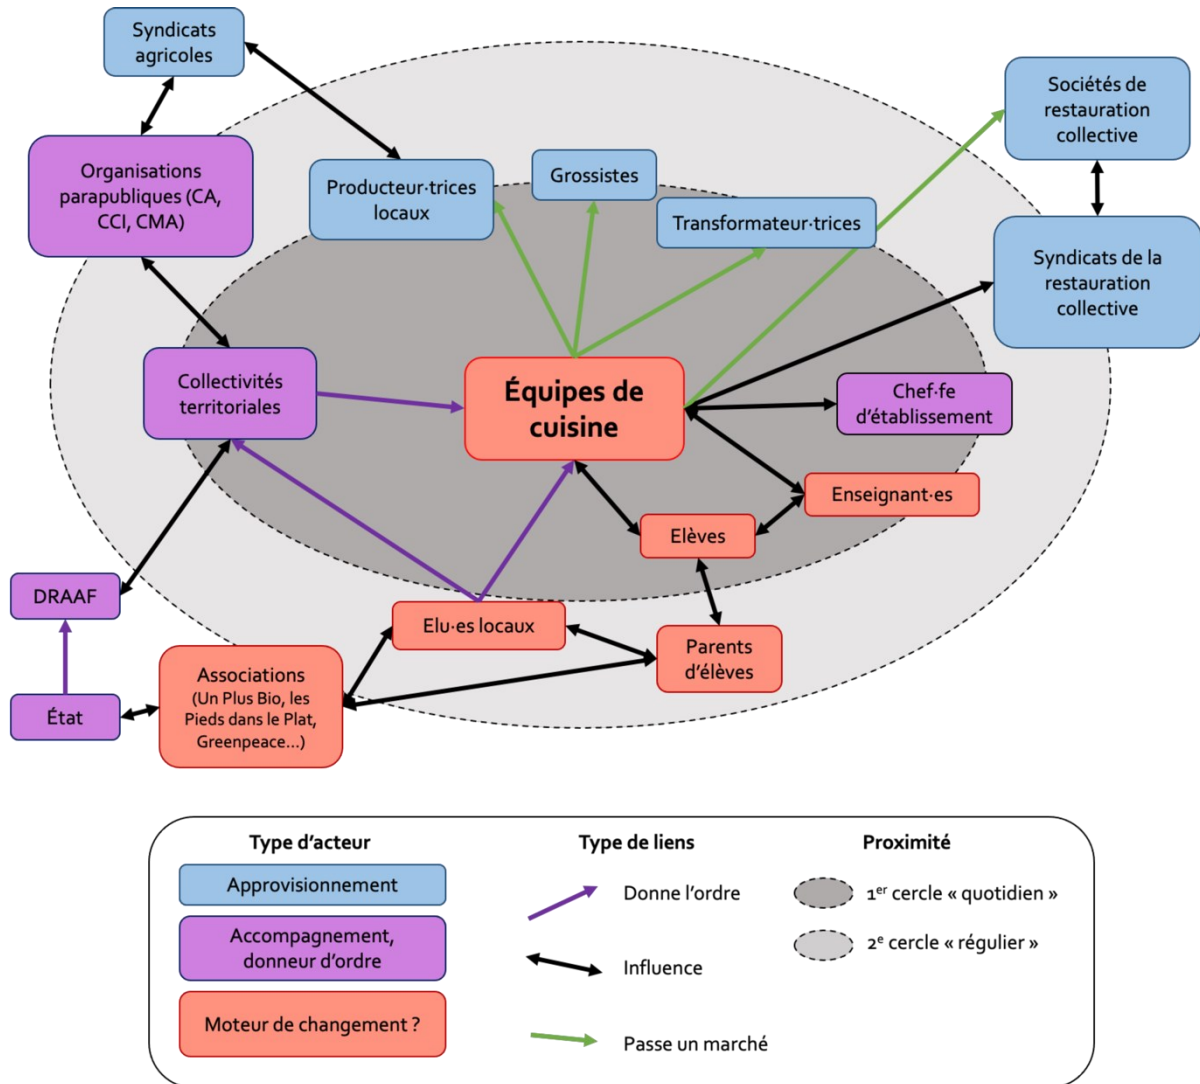 Syndicats
agricoles
Sociétés de
restauration
collective
Organisations
parapubliques (CA,
CCI, CMA)
Producteur·trices
locaux
Grossistes
Transformateur·trices
Syndicats de la
restauration
collective
Collectivités
territoriales
Équipes de
cuisine
Chef·fe
d'établissement
Enseignant·es
Elèves
DRAAF
Elu·es locaux
Parents
d'élèves
Associations
(Un Plus Bio, les
Pieds dans le Plat,
Greenpeace...)
État
Type d'acteur
Approvisionnement
Accompagnement,
donneur d'ordre
Moteur de changement ?
Type de liens
Donne l'ordre
Influence
Passe un marché
Proximité
1er cercle « quotidien »
2e cercle « régulier »